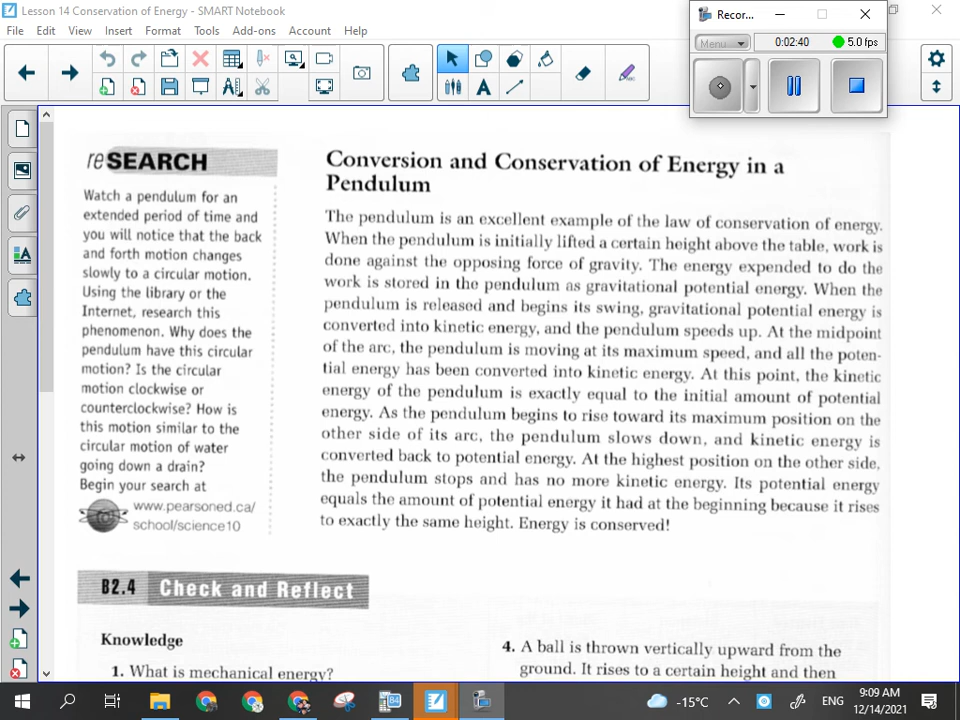 Lesson 14 Conservation of Energy - SMART Notebook
File Edit View Insert Format Tools Add-ons Account Help
Recor...
Menu
0:02:40
5.0 fps
reSEARCH
Watch a pendulum for an
extended period of time and
you will notice that the back
and forth motion changes
slowly to a circular motion.
Using the library or the
Internet, research this
phenomenon. Why does the
pendulum have this circular
motion? Is the circular
motion clockwise or
counterclockwise? How is
this motion similar to the
circular motion of water
going down a drain?
Begin your search at
www.pearsoned.ca/
school/science10
Conversion and Conservation of Energy in a
Pendulum
The pendulum is an excellent example of the law of conservation of energy.
When the pendulum is initially lifted a certain height above the table, work is
done against the opposing force of gravity. The energy expended to do the
work is stored in the pendulum as gravitational potential energy. When the
pendulum is released and begins its swing, gravitational potential energy is
converted into kinetic energy, and the pendulum speeds up. At the midpoint
of the arc, the pendulum is moving at its maximum speed, and all the poten-
tial energy has been converted into kinetic energy. At this point, the kinetic
energy of the pendulum is exactly equal to the initial amount of potential
energy. As the pendulum begins to rise toward its maximum position on the
other side of its arc, the pendulum slows down, and kinetic energy is
converted back to potential energy. At the highest position on the other side,
the pendulum stops and has no more kinetic energy. Its potential energy
equals the amount of potential energy it had at the beginning because it rises
to exactly the same height. Energy is conserved!
B2.4 Check and Reflect
Knowledge
1. What is mechanical energy?
4. A ball is thrown vertically upward from the
ground. It rises to a certain height and then
-15°C
ENG
9:09 AM
12/14/2021